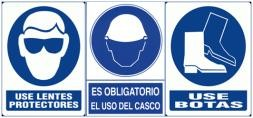 USE LENTES
PROTECTORES
ES OBLIGATORIO
EL USO DEL CASCO
USE
BOTAS